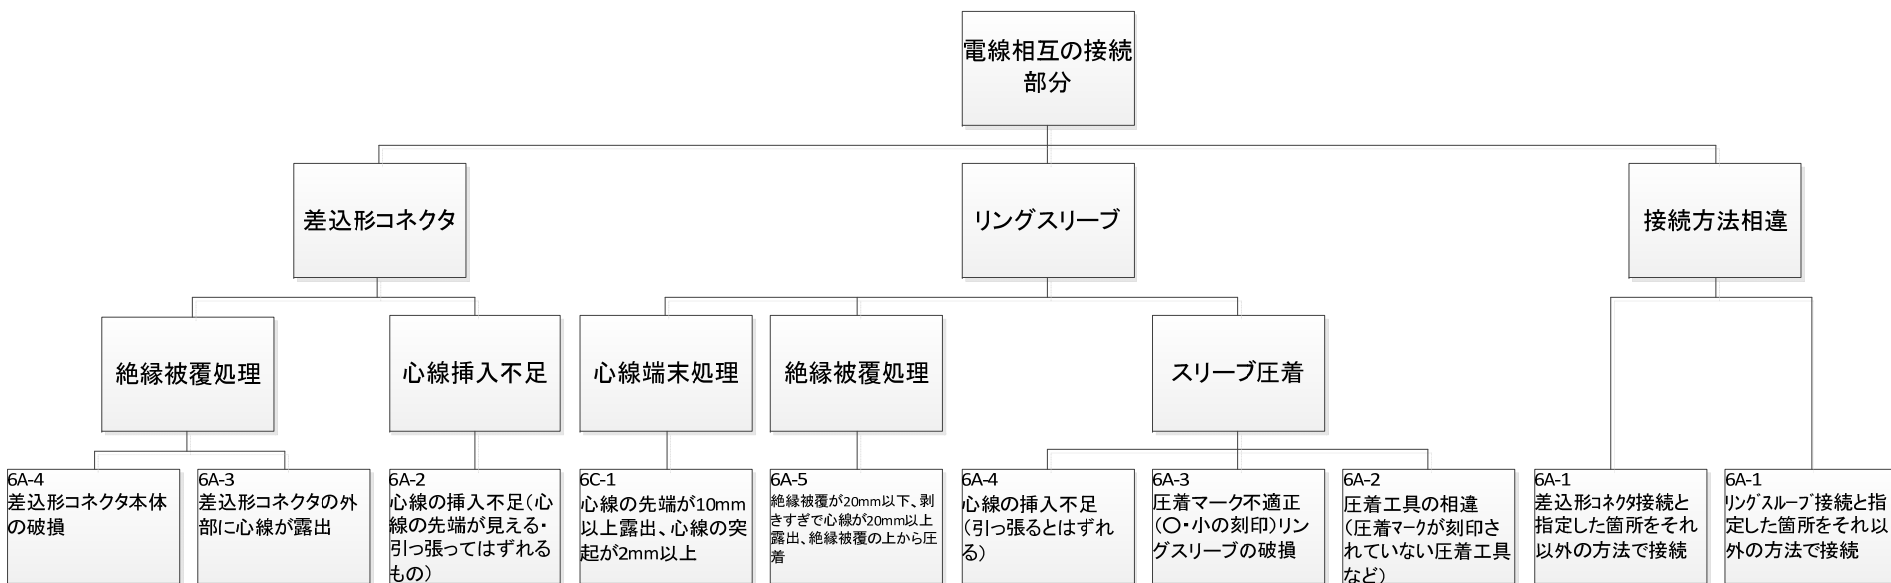 電線相互の接続
部分
差込形コネクタ
リングスリーブ
接続方法相違
絶縁被覆処理
心線挿入不足
心線端末処理
絶縁被覆処理
スリーブ圧着
6A-4
差込形コネクタ本体
の破損
6A-3
差込形コネクタの外
部に心線が露出
6A-2
心線の挿入不足(心
線の先端が見える・
引っ張ってはずれる
もの)
6C-1
心線の先端が10mm
以上露出、心線の突
起が2mm以上
6A-5
絶縁被覆が20mm以下、剥
きすぎで心線が20mm以上
露出、絶縁被覆の上から圧
着
6A-4
心線の挿入不足
(引っ張るとはずれ
る)
6A-3
圧着マーク不適正
(〇・小の刻印)リン
グスリーブの破損
6A-2
圧着工具の相違
(圧着マークが刻印さ
れていない圧着工具
など)
6A-1
差込形コネクタ接続と
指定した箇所をそれ
以外の方法で接続
6A-1
リングスルーブ接続と指
定した箇所をそれ以
外の方法で接続